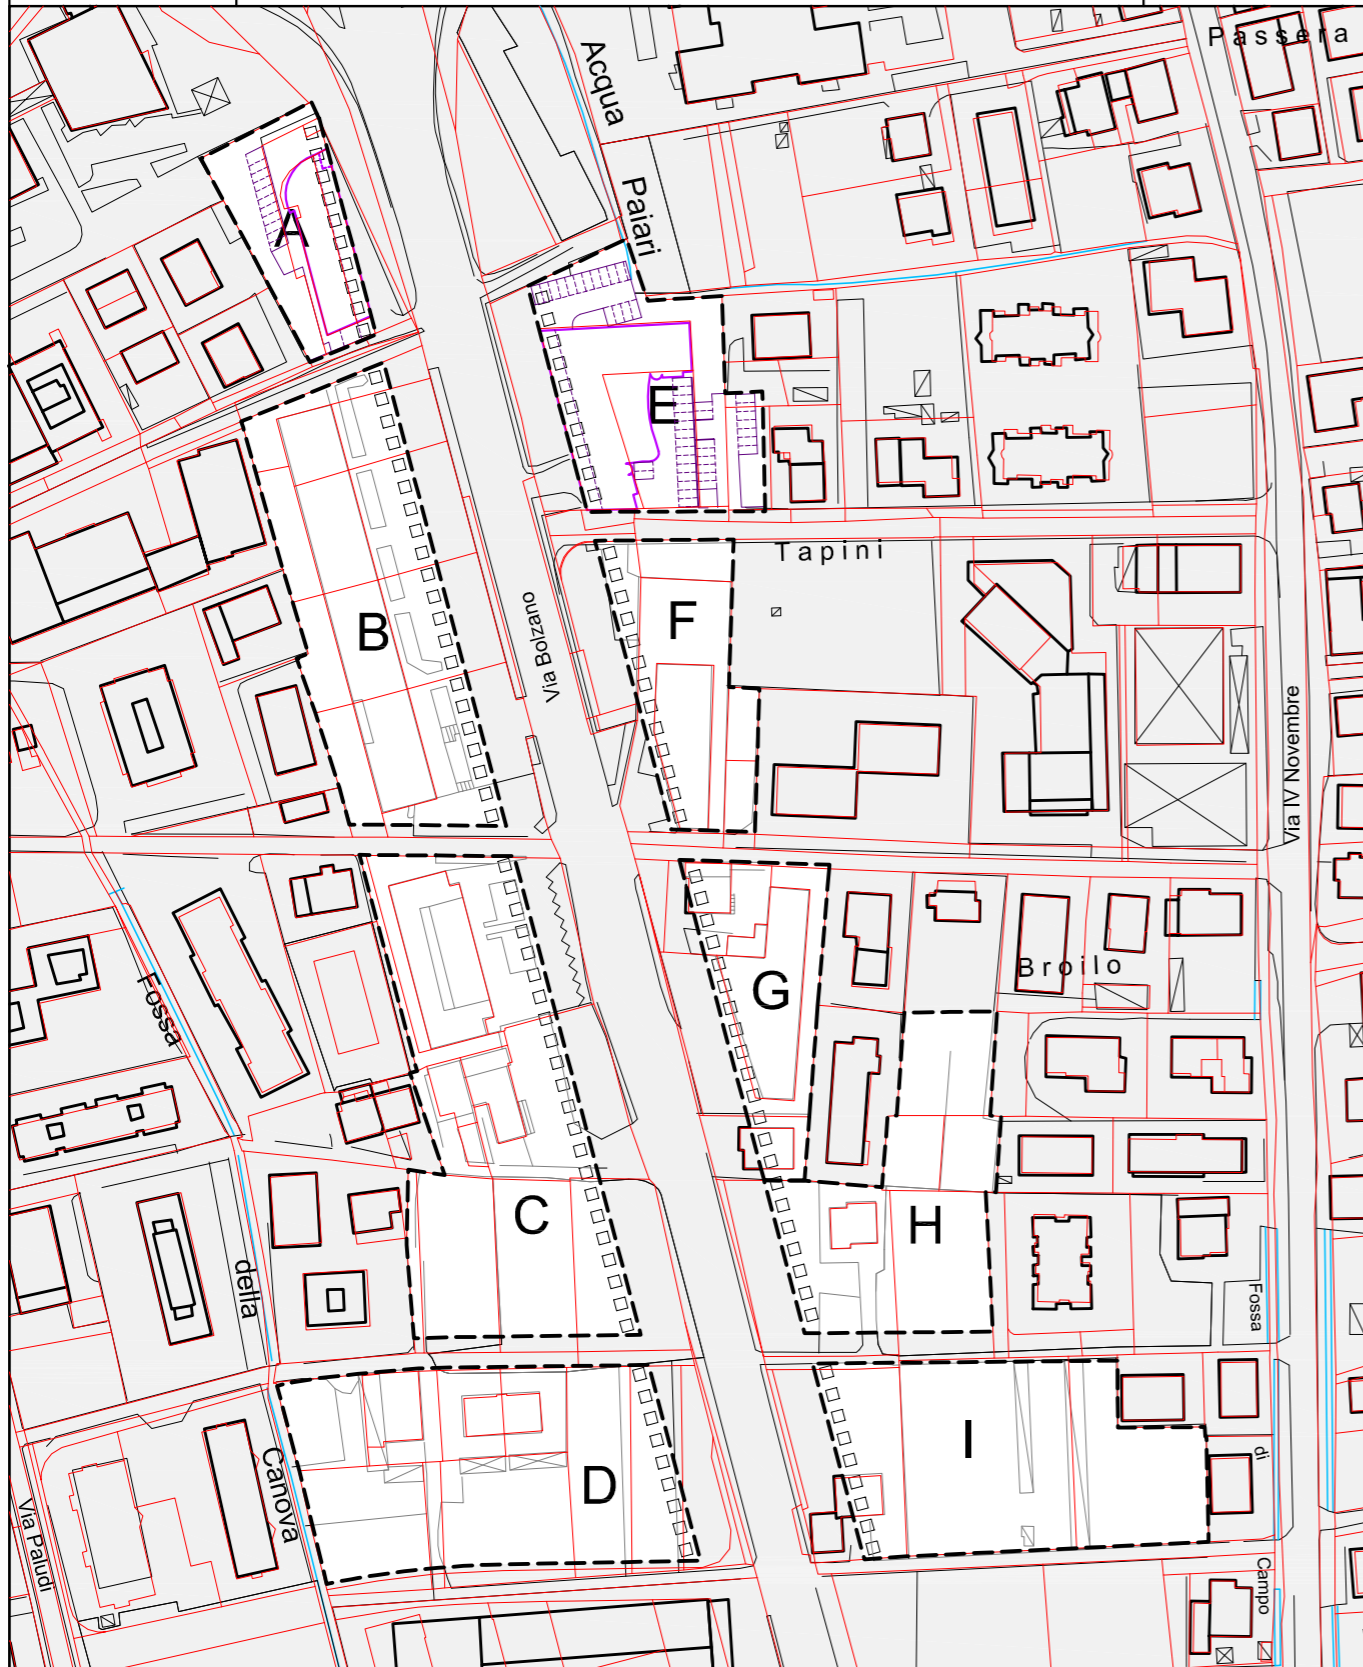 Passera
Acqua
Paiari
A
E
Tapini
F
B
Via Bolzano
Via IV Novembre
G
Broilo
Fossa
C
H
della
Fossa
I
di
D
Canova
Via Paludi
Campo